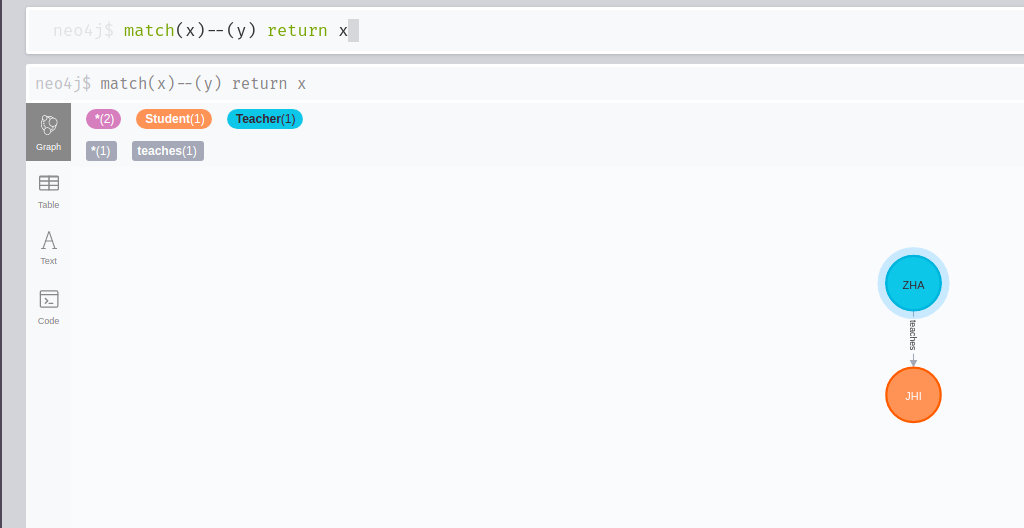 neo4j$ match(x)--(y) return x
neo4j$ match(x)--(y) return x
*(2) Student(1) Teacher(1)
*(1) teaches(1)
Graph
Table
A
Text
Code
ZHA
teaches
JHI